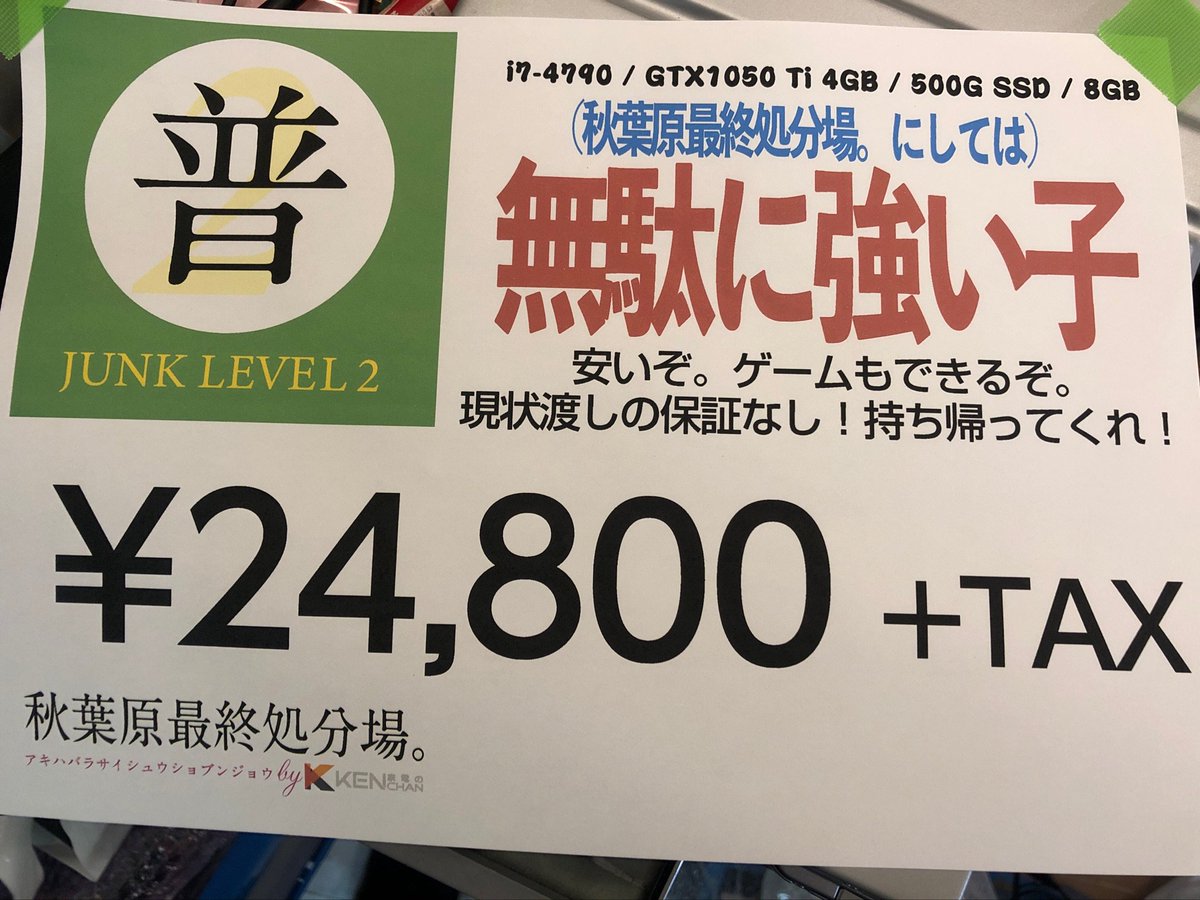 普
2
JUNK LEVEL 2
i7-4790 / GTX1050 Ti 4GB / 500G SSD / 8GB
(秋葉原最終処分場。にしては)
無駄に強い子
安いぞ。ゲームもできるぞ。
現状渡しの保証なし！持ち帰ってくれ！
¥24,800 +TAX
秋葉原最終処分場。
アキハバラサイシュウショブンジョウ by K KEN 家電の CHAN